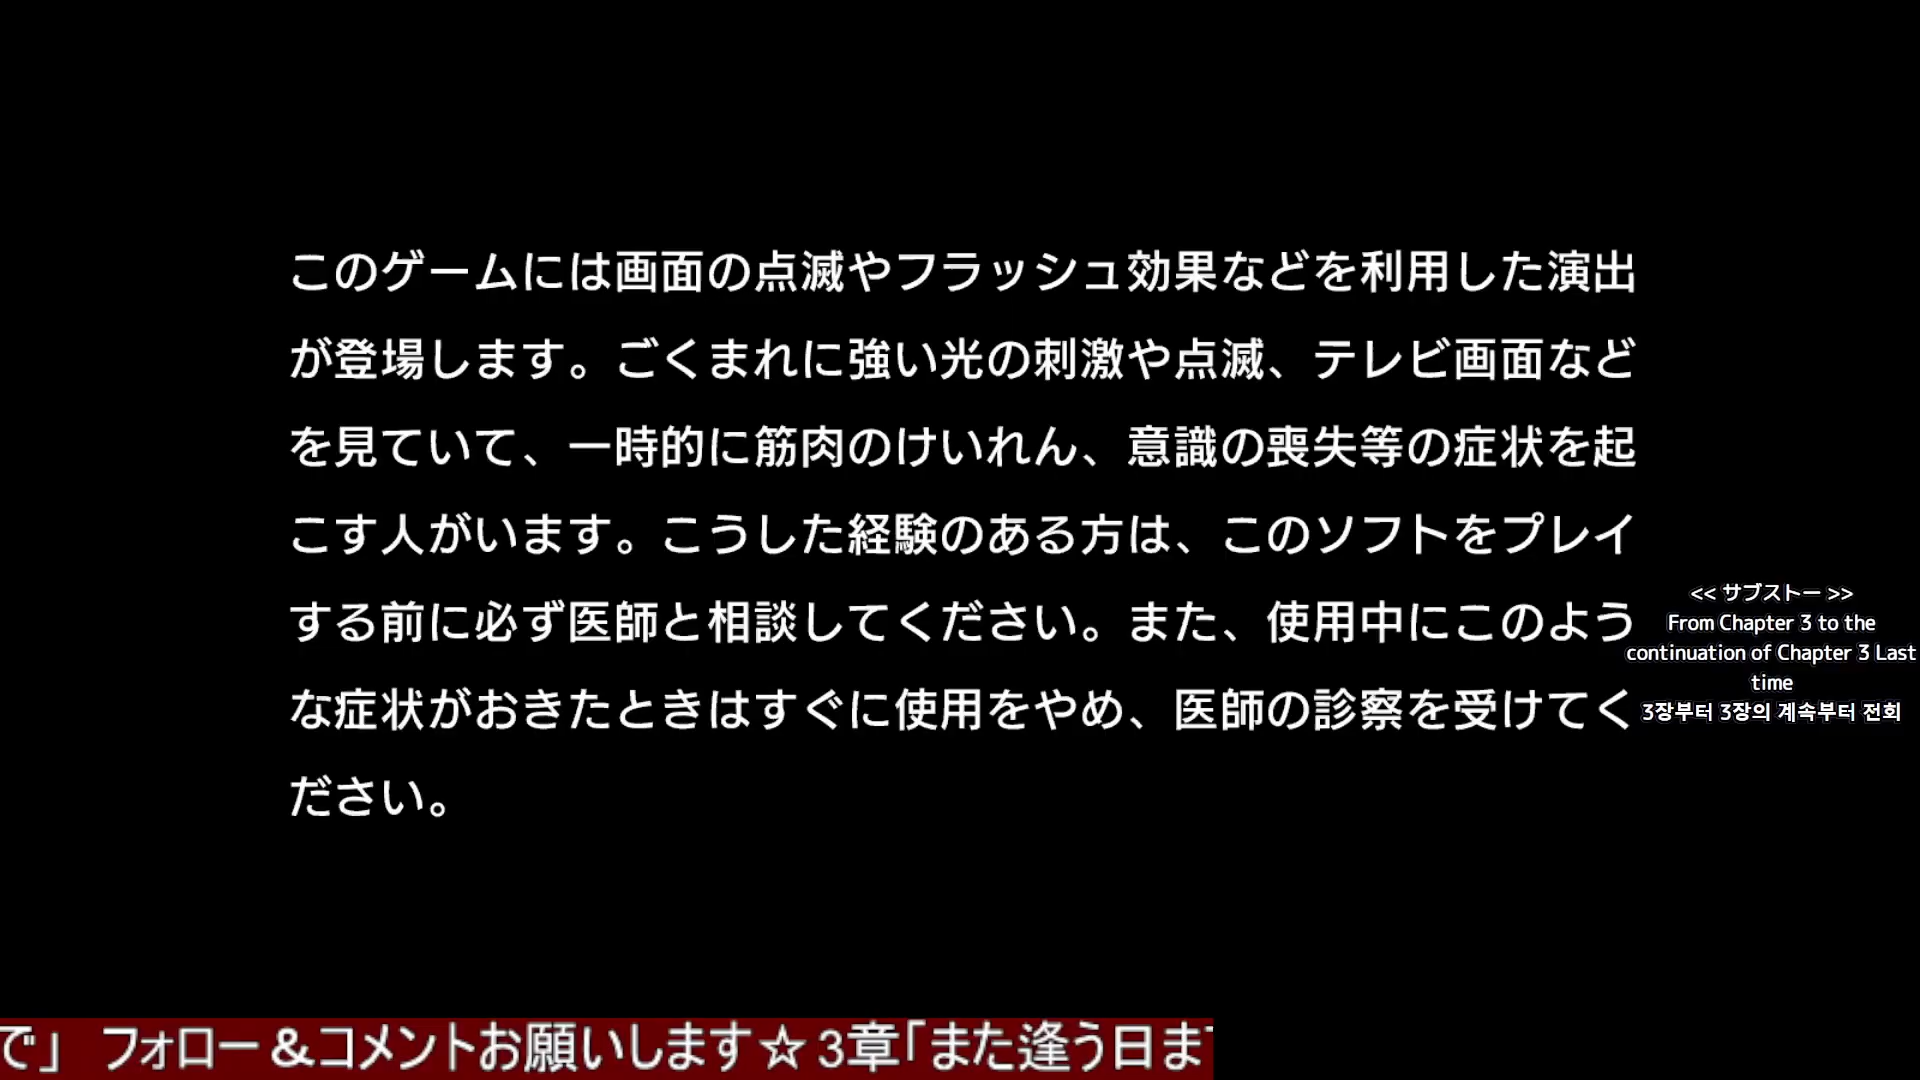 このゲームには画面の点滅やフラッシュ効果などを利用した演出
が登場します。ごくまれに強い光の刺激や点滅、テレビ画面など
を見ていて、一時的に筋肉のけいれん、意識の喪失等の症状を起
こす人がいます。こうした経験のある方は、このソフトをプレイ
する前に必ず医師と相談してください。また、使用中にこのよう
な症状がおきたときはすぐに使用をやめ、医師の診察を受けてく
ださい。
<< サブストー >>
From Chapter 3 to the
continuation of Chapter 3 Last
time
3장부터 3장의 계속부터 전회
で」 フォロー＆コメントお願いします☆ 3章「また逢う日ま